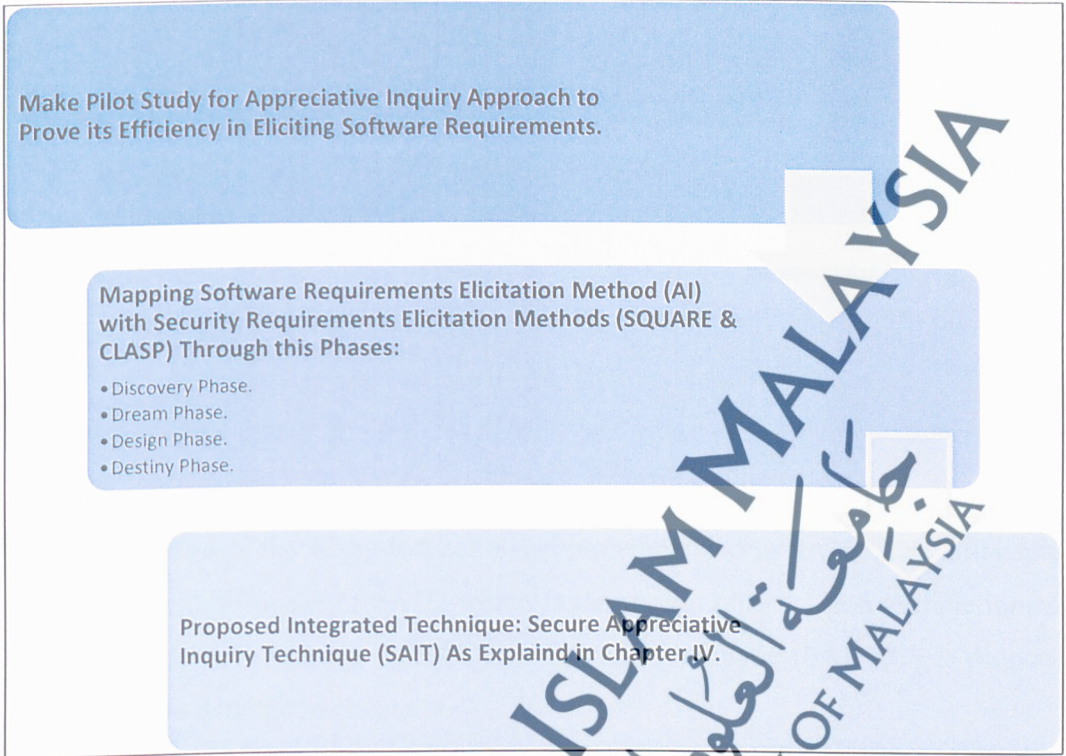 Make Pilot Study for Appreciative Inquiry Approach to
Prove its Efficiency in Eliciting Software Requirements.
Mapping Software Requirements Elicitation Method (AI)
with Security Requirements Elicitation Methods (SQUARE &
CLASP) Through this Phases:
• Discovery Phase.
• Dream Phase.
• Design Phase.
• Destiny Phase.
Proposed Integrated Technique: Secure Appreciative
Inquiry Technique (SAIT) As Explaind in Chapter IV.
ISLAM MALAYSIA
جامعة العلوم
OF MALAYSIA